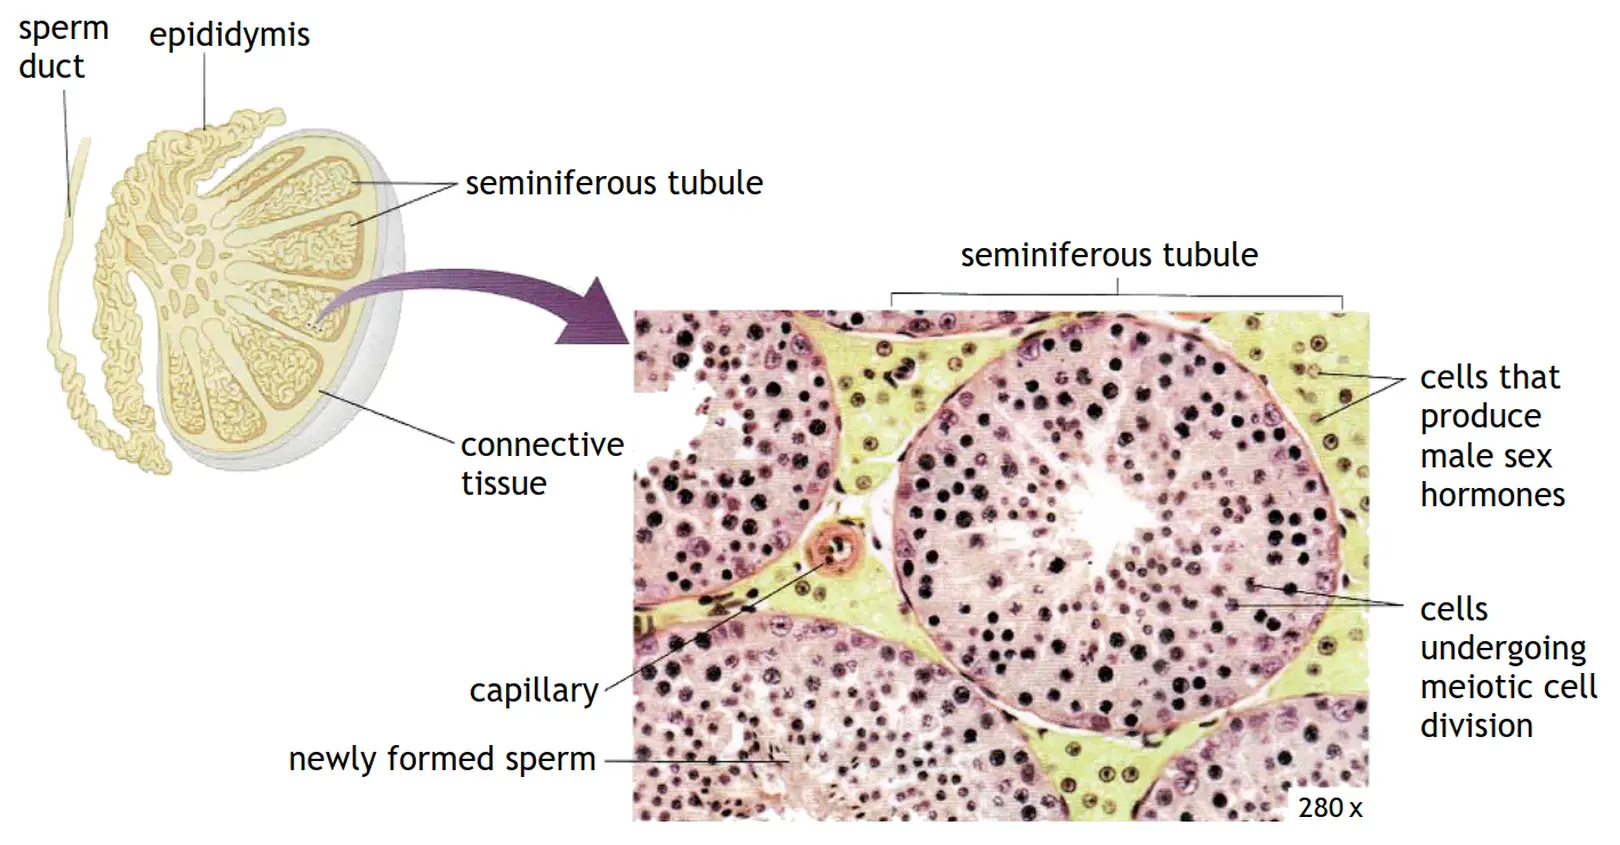 sperm
duct
epididymis
seminiferous tubule
seminiferous tubule
connective
tissue
cells that
produce
male sex
hormones
cells
undergoing
meiotic cell
division
capillary
newly formed sperm
280 x